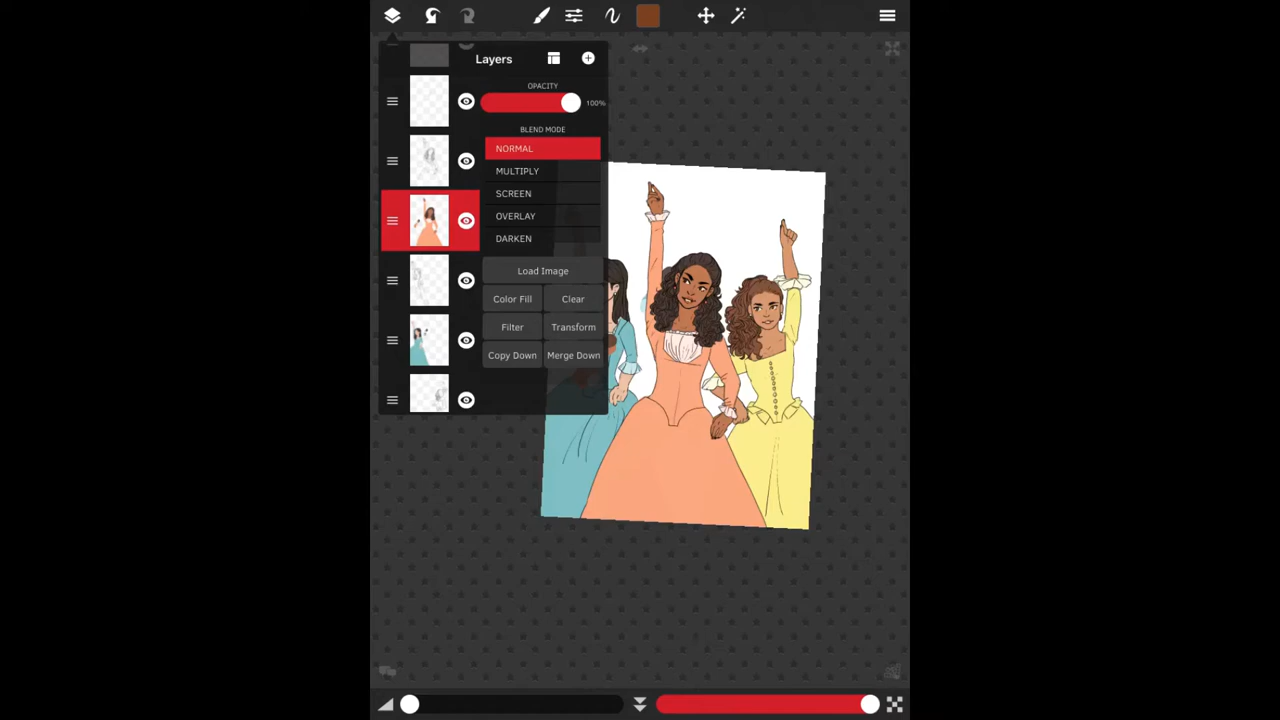 Layers
OPACITY
100%
BLEND MODE
NORMAL
MULTIPLY
SCREEN
OVERLAY
DARKEN
Load Image
Color Fill Clear
Filter Transform
Copy Down Merge Down